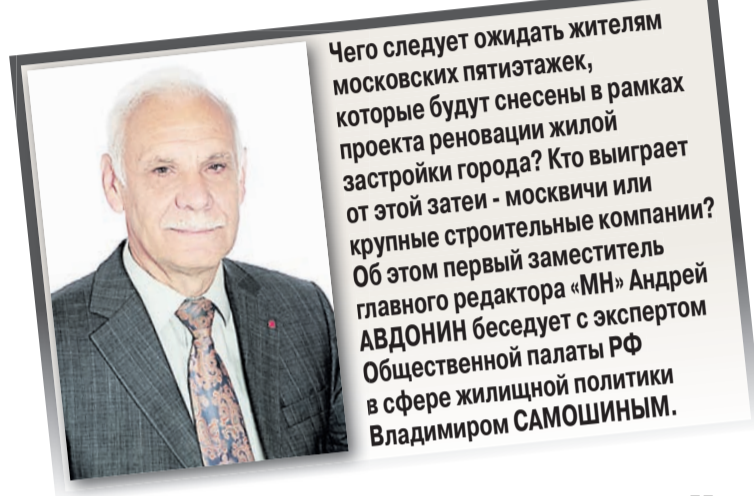 Чего следует ожидать жителям
московских пятиэтажек,
которые будут снесены в рамках
проекта реновации жилой
застройки города? Кто выиграет
от этой затеи - москвичи или
крупные строительные компании?
Об этом первый заместитель
главного редактора «МН» Андрей
АВДОНИН беседует с экспертом
Общественной палаты РФ
в сфере жилищной политики
Владимиром САМОШИНЫМ.